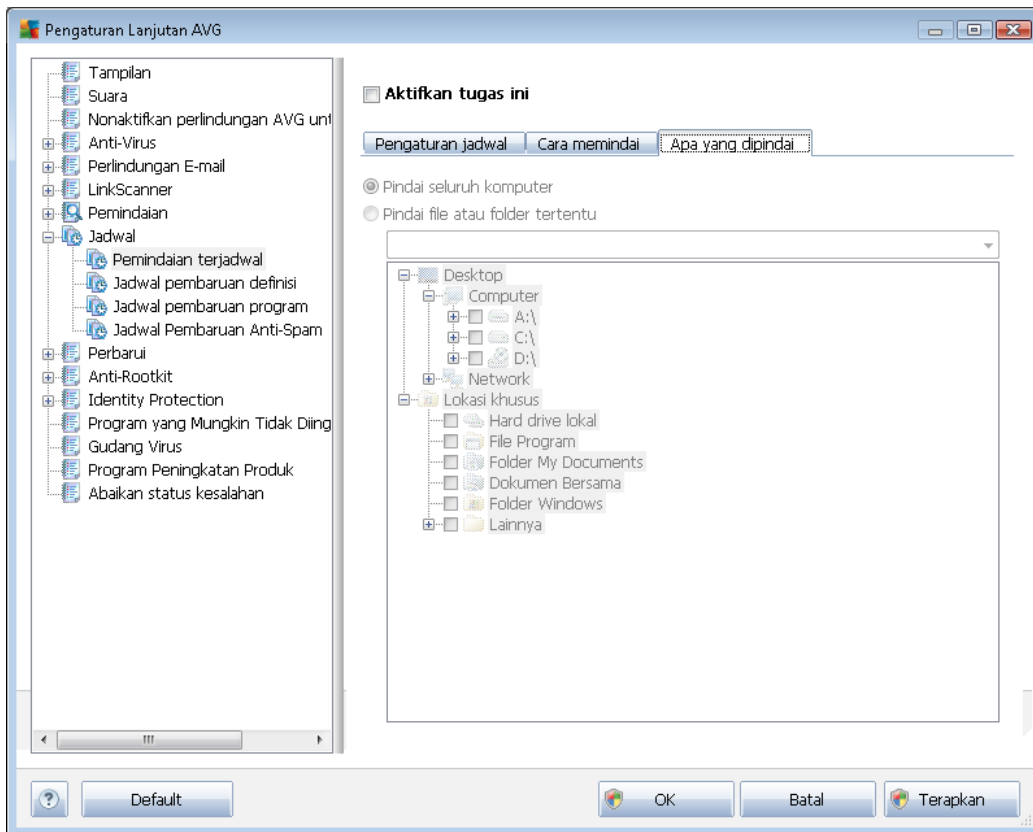 Pengaturan Lanjutan AVG
Tampilan
Suara
Nonaktifkan perlindungan AVG unt
Anti-Virus
Perlindungan E-mail
LinkScanner
Pemindaian
Jadwal
Pemindaian terjadwal
Jadwal pembaruan definisi
Jadwal pembaruan program
Jadwal Pembaruan Anti-Spam
Perbarui
Anti-Rootkit
Identity Protection
Program yang Mungkin Tidak Diing
Gudang Virus
Program Peningkatan Produk
Abaikan status kesalahan
Aktifkan tugas ini
Pengaturan jadwal
Cara memindai
Apa yang dipindai
Pindai seluruh komputer
Pindai file atau folder tertentu
Desktop
Computer
A:\
C:\
D:\
Network
Lokasi khusus
Hard drive lokal
File Program
Folder My Documents
Dokumen Bersama
Folder Windows
Lainnya
?
Default
OK
Batal
Terapkan